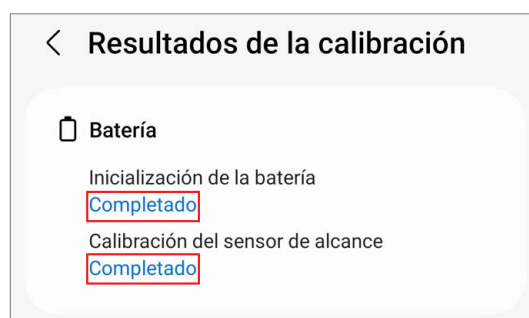 Resultados de la calibración
Batería
Inicialización de la batería
Completado
Calibración del sensor de alcance
Completado